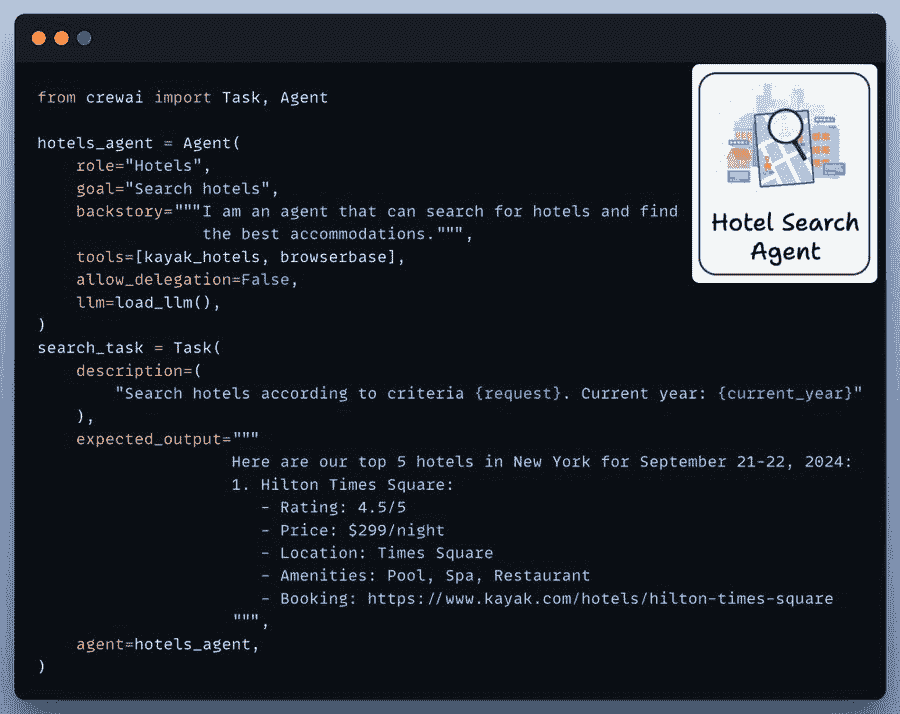 from crewai import Task, Agent
hotels_agent = Agent(
    role="Hotels",
    goal="Search hotels",
    backstory="""I am an agent that can search for hotels and find
                the best accommodations.""",
    tools=[kayak_hotels, browserbase],
    allow_delegation=False,
    llm=load_llm(),
)
search_task = Task(
    description=(
        "Search hotels according to criteria {request}. Current year: {current_year}"
    ),
    expected_output="""
                    Here are our top 5 hotels in New York for September 21-22, 2024:
                    1. Hilton Times Square:
                       - Rating: 4.5/5
                       - Price: $299/night
                       - Location: Times Square
                       - Amenities: Pool, Spa, Restaurant
                       - Booking: https://www.kayak.com/hotels/hilton-times-square
                    """,
    agent=hotels_agent,
)
Hotel Search
Agent